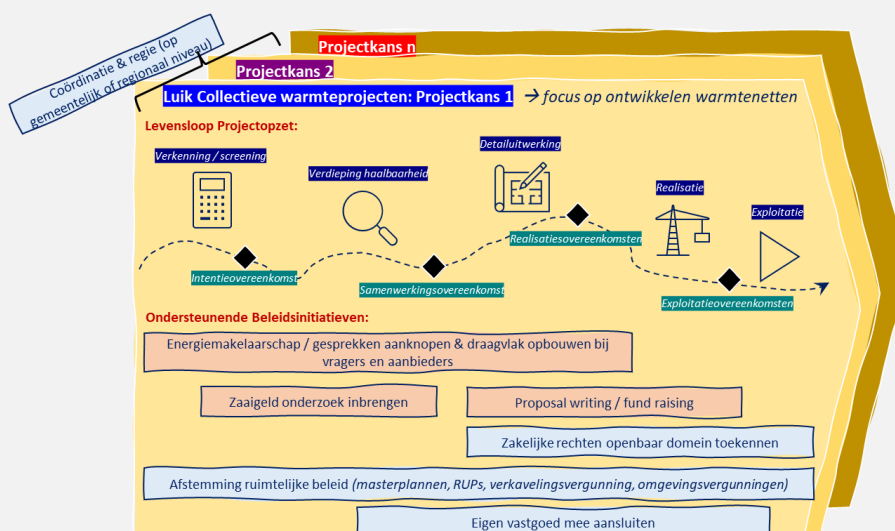 Coördinatie & regie (op
gemeentelijk of regionaal niveau)
Projectkans n
Projectkans 2
Luik Collectieve warmteprojecten: Projectkans 1 → focus op ontwikkelen warmtenetten
Levensloop Projectopzet:
Verkenning / screening
Verdieping haalbaarheid
Detailuitwerking
Realisatie
Exploitatie
Intentieovereenkomst
Samenwerkingsovereenkomst
Realisatiesovereenkomsten
Exploitatieovereenkomsten
Ondersteunende Beleidsinitiatieven:
Energiemakelaarschap / gesprekken aanknopen & draagvlak opbouwen bij
vragers en aanbieders
Zaaigeld onderzoek inbrengen
Proposal writing / fund raising
Zakelijke rechten openbaar domein toekennen
Afstemming ruimtelijke beleid (masterplannen, RUPs, verkavelingsvergunning, omgevingsvergunningen)
Eigen vastgoed mee aansluiten